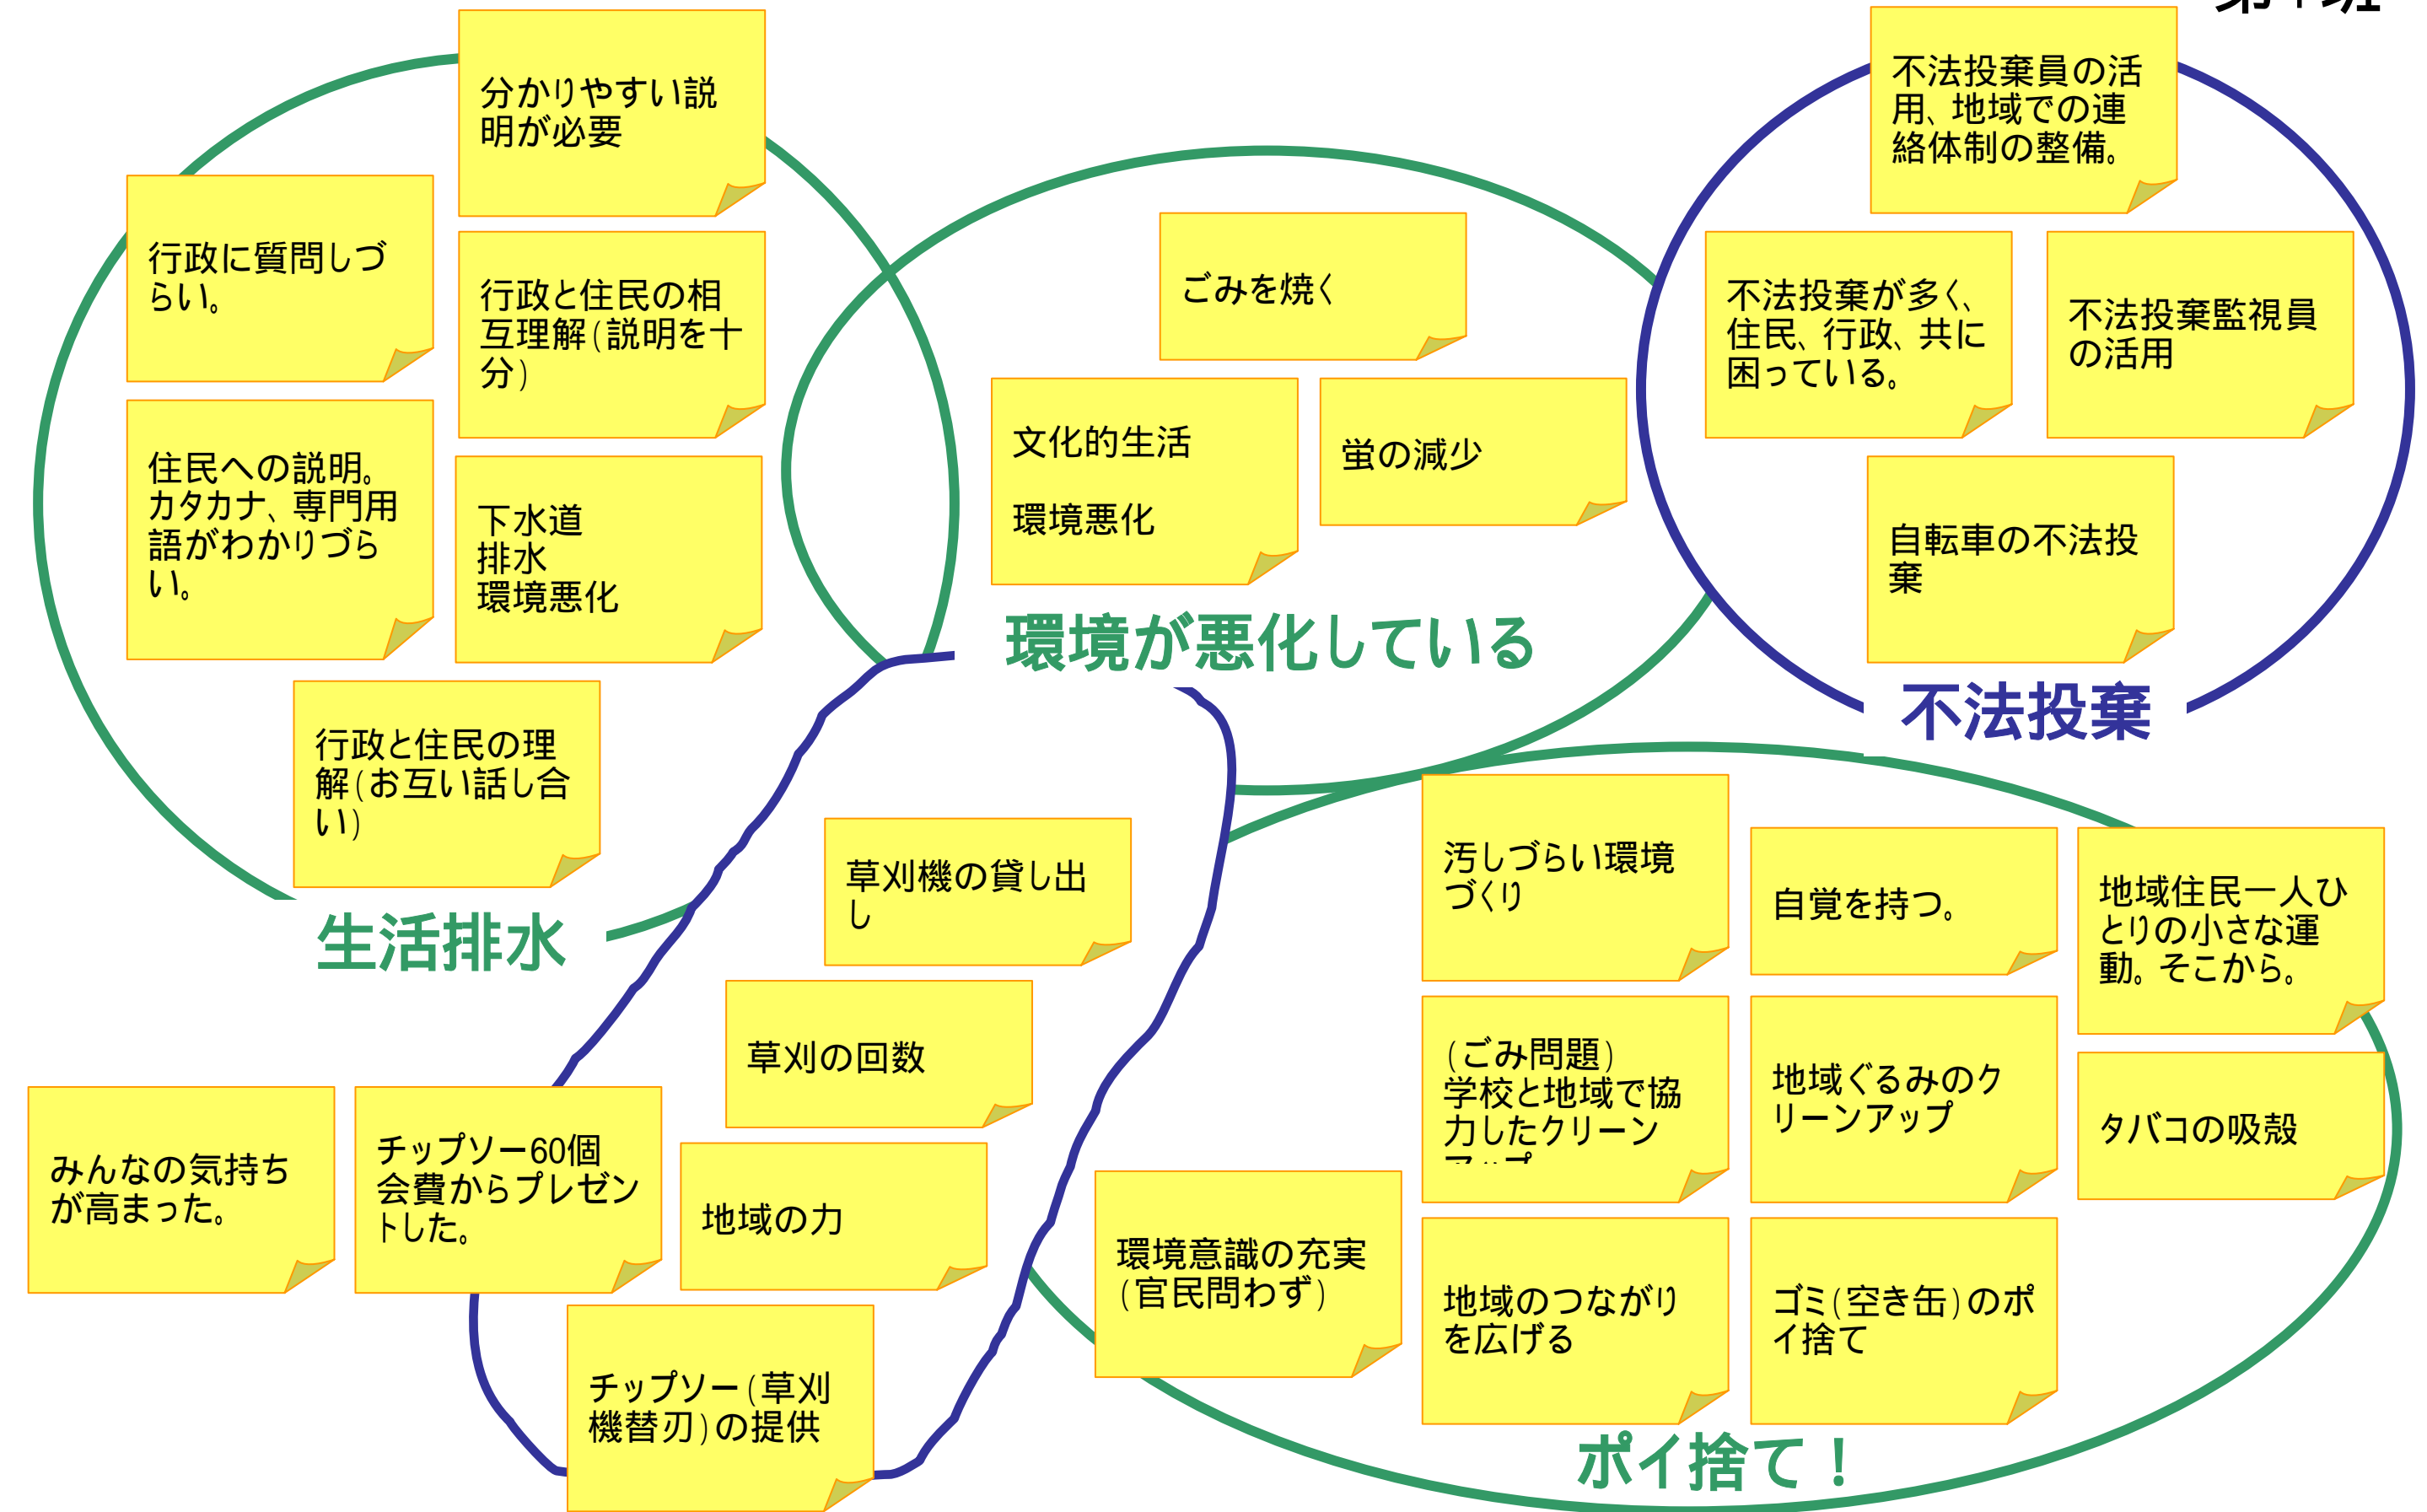 分かりやすい説
明が必要
行政に質問しづ
らい。
行政と住民の相
互理解(説明を十
分)
住民への説明。
カタカナ、専門用
語がわかりづら
い。
下水道
排水
環境悪化
行政と住民の理
解(お互い話し合
い)
生活排水
ごみを焼く
文化的生活
環境悪化
蛍の減少
環境が悪化している
不法投棄員の活
用、地域での連
絡体制の整備。
不法投棄が多く、
住民、行政、共に
困っている。
不法投棄監視員
の活用
自転車の不法投
棄
不法投棄
草刈機の貸し出
し
草刈の回数
みんなの気持ち
が高まった。
チップソー60個
会費からプレゼン
トした。
地域の力
チップソー(草刈
機替刃)の提供
汚しづらい環境
づくり
自覚を持つ。
地域住民一人ひ
とりの小さな運
動。そこから。
(ごみ問題)
学校と地域で協
力したクリーン
アップ
地域ぐるみのク
リーンアップ
タバコの吸殻
環境意識の充実
(官民問わず)
地域のつながり
を広げる
ゴミ(空き缶)のポ
イ捨て
ポイ捨て！